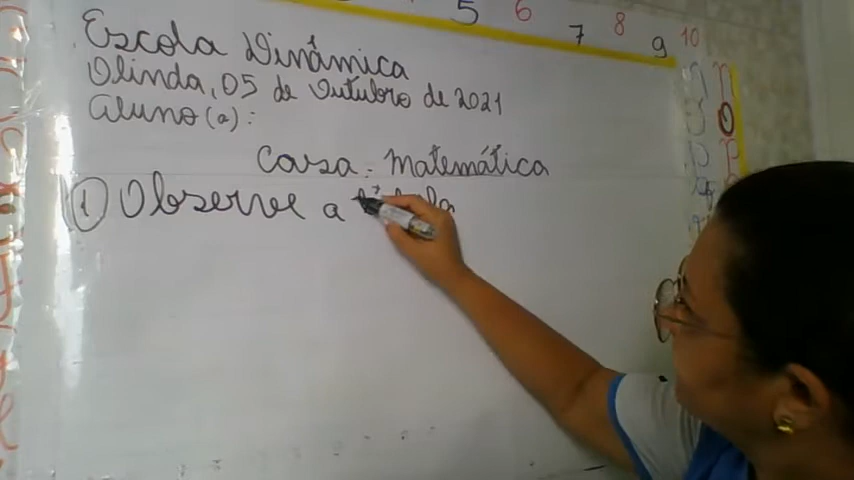 5 6 7 8 9 10
Escola Dinâmica
Olinda, 05 de Outubro de 2021
Aluno(a):
Casa: Matemática
1 Observe a